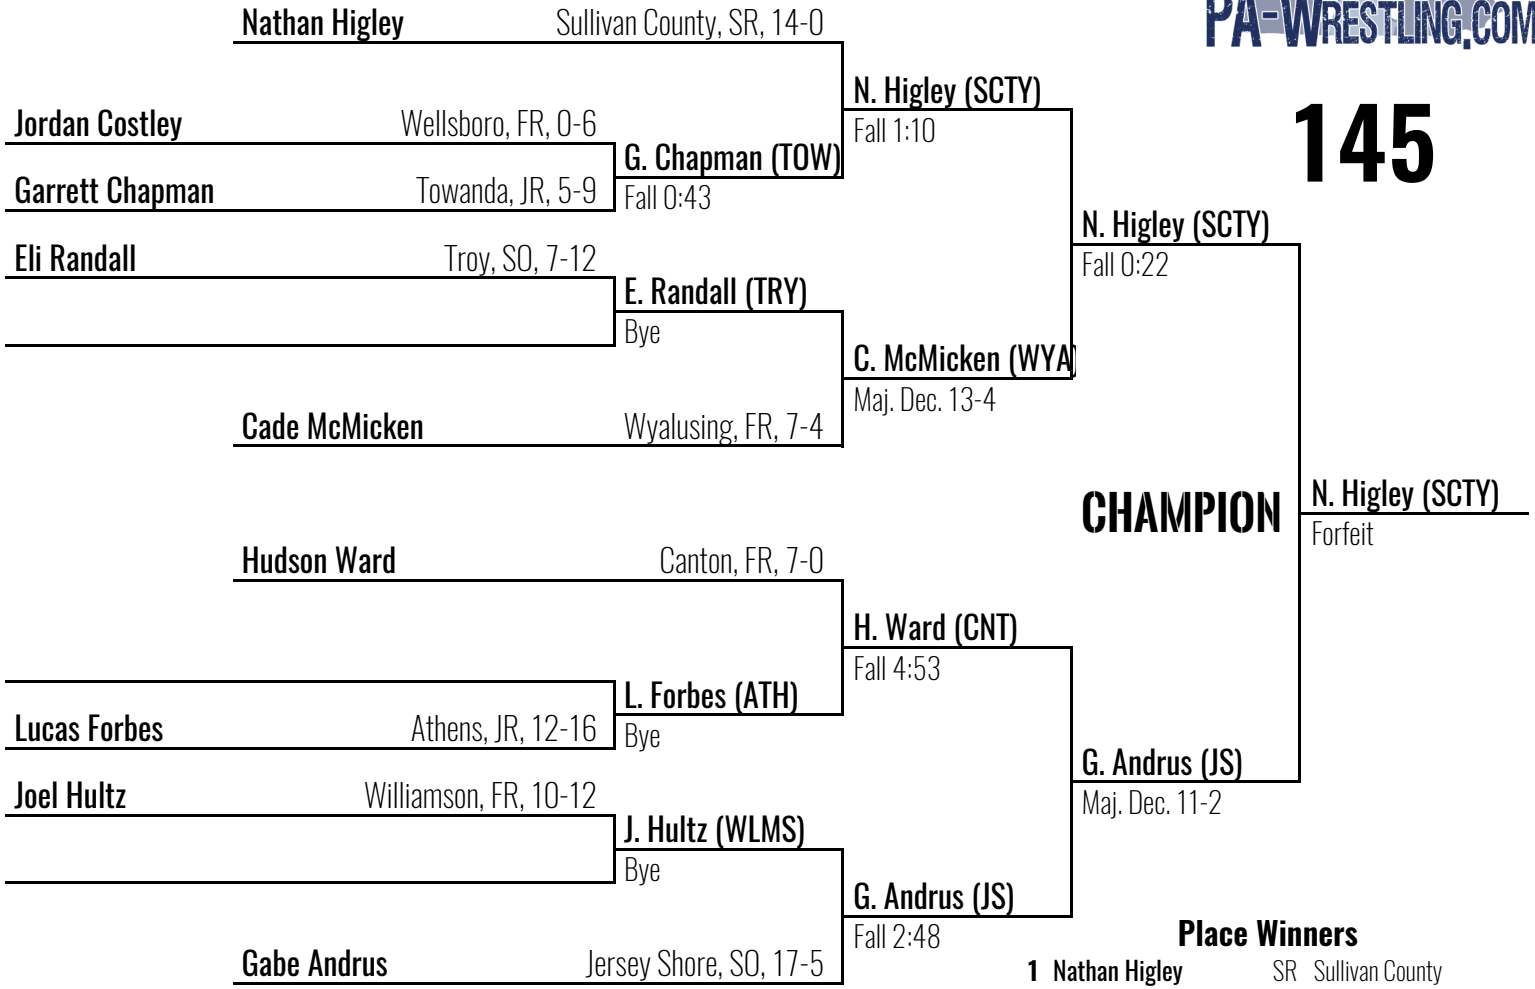 PA-WRESTLING.COM
Nathan Higley Sullivan County, SR, 14-0
N. Higley (SCTY)
Fall 1:10
145
Jordan Costley Wellsboro, FR, 0-6
G. Chapman (TOW)
Fall 0:43
Garrett Chapman Towanda, JR, 5-9
N. Higley (SCTY)
Fall 0:22
Eli Randall Troy, SO, 7-12
E. Randall (TRY)
Bye
C. McMicken (WYA)
Maj. Dec. 13-4
Cade McMicken Wyalusing, FR, 7-4
CHAMPION
N. Higley (SCTY)
Forfeit
Hudson Ward Canton, FR, 7-0
H. Ward (CNT)
Fall 4:53
L. Forbes (ATH)
Bye
Lucas Forbes Athens, JR, 12-16
G. Andrus (JS)
Maj. Dec. 11-2
Joel Hultz Williamson, FR, 10-12
J. Hultz (WLMS)
Bye
G. Andrus (JS)
Fall 2:48
Gabe Andrus Jersey Shore, SO, 17-5
Place Winners
1 Nathan Higley SR Sullivan County